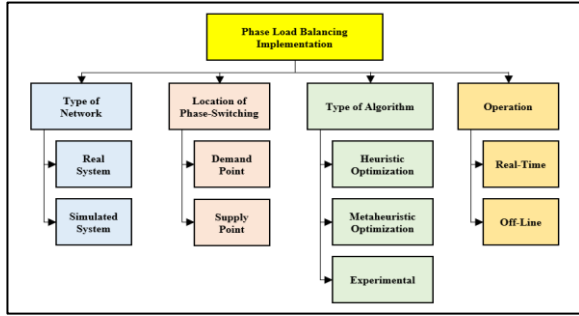 Phase Load Balancing
Implementation
Type of
Network
Location of
Phase-Switching
Type of Algorithm
Operation
Real
System
Demand
Point
Heuristic
Optimization
Real-Time
Simulated
System
Supply
Point
Metaheuristic
Optimization
Off-Line
Experimental